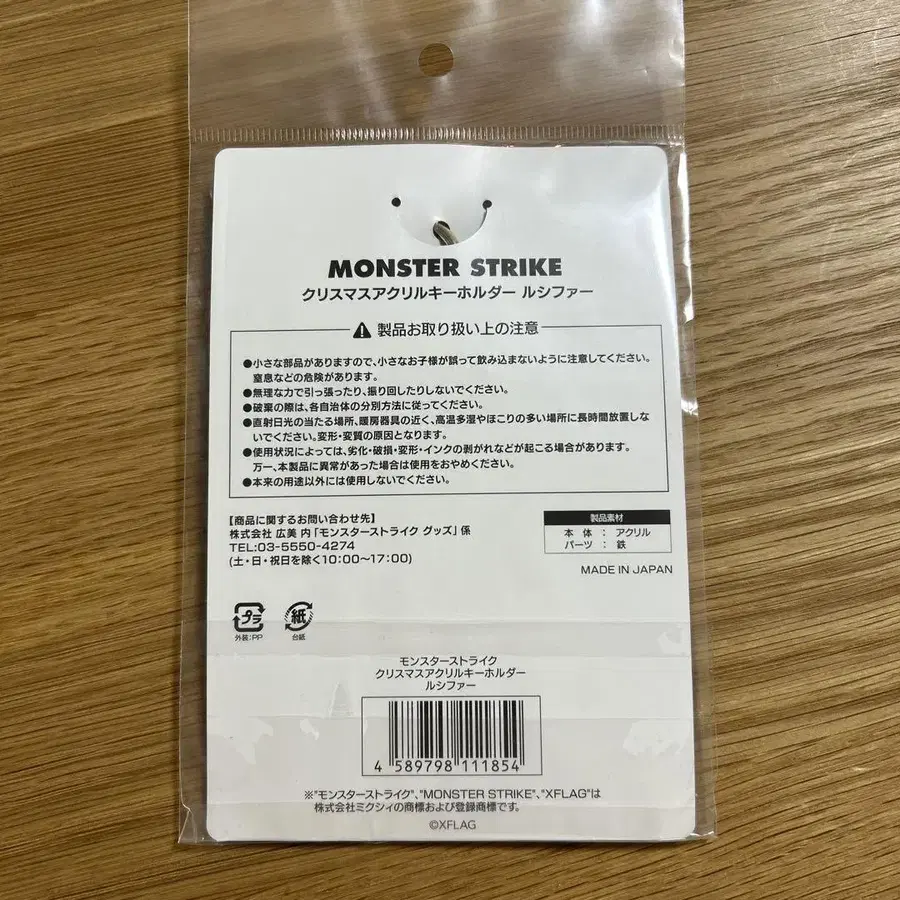 MONSTER STRIKE
クリスマスアクリルキーホルダー ルシファー
製品お取り扱い上の注意
●小さな部品がありますので、小さなお子様が誤って飲み込まないように注意してください。
窒息などの危険があります。
●無理な力で引っ張ったり、振り回したりしないでください。
●破棄の際は、各自治体の分別方法に従ってください。
●直射日光の当たる場所、暖房器具の近く、高温多湿やほこりの多い場所に長時間放置しな
いでください。変形・変質の原因となります。
●使用状況によっては、劣化・破損・変形・インクの剥がれなどが起こる場合があります。
万一、本製品に異常があった場合は使用をおやめください。
●本来の用途以外には使用しないでください。
【商品に関するお問い合わせ先】
株式会社 広美 内「モンスターストライク グッズ」係
TEL:03-5550-4274
(土・日・祝日を除く10:00〜17:00)
製品素材
本体 : アクリル
パーツ : 鉄
MADE IN JAPAN
プラ
外装:PP
紙
台紙
モンスターストライク
クリスマスアクリルキーホルダー
ルシファー
4 589798 111854
※"モンスターストライク"、"MONSTER STRIKE"、"XFLAG"は
株式会社ミクシィの商標および登録商標です。
©XFLAG